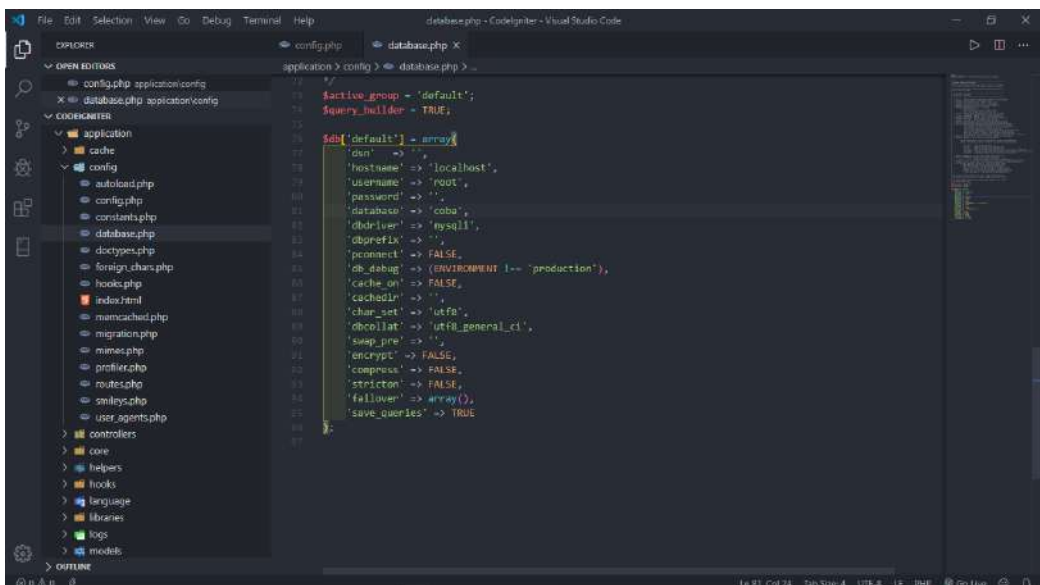 File Edit Selection View Go Debug Terminal Help
database.php - CodeIgniter - Visual Studio Code
EXPLORER
config.php
database.php
OPEN EDITORS
application > config > database.php > ...
config.php application\config
database.php application\config
CODEIGNITER
application
cache
config
autoload.php
config.php
constants.php
database.php
doctypes.php
foreign_chars.php
hooks.php
index.html
memcached.php
migration.php
mimes.php
profiler.php
routes.php
smileys.php
user_agents.php
controllers
core
helpers
hooks
language
libraries
logs
models
OUTLINE
*/
$active_group = 'default';
$query_builder = TRUE;
$db['default'] = array(
'dsn' => '',
'hostname' => 'localhost',
'username' => 'root',
'password' => '',
'database' => 'coba',
'dbdriver' => 'mysqli',
'dbprefix' => '',
'pconnect' => FALSE,
'db_debug' => (ENVIRONMENT !== 'production'),
'cache_on' => FALSE,
'cachedir' => '',
'char_set' => 'utf8',
'dbcollat' => 'utf8_general_ci',
'swap_pre' => '',
'encrypt' => FALSE,
'compress' => FALSE,
'stricton' => FALSE,
'failover' => array(),
'save_queries' => TRUE
);